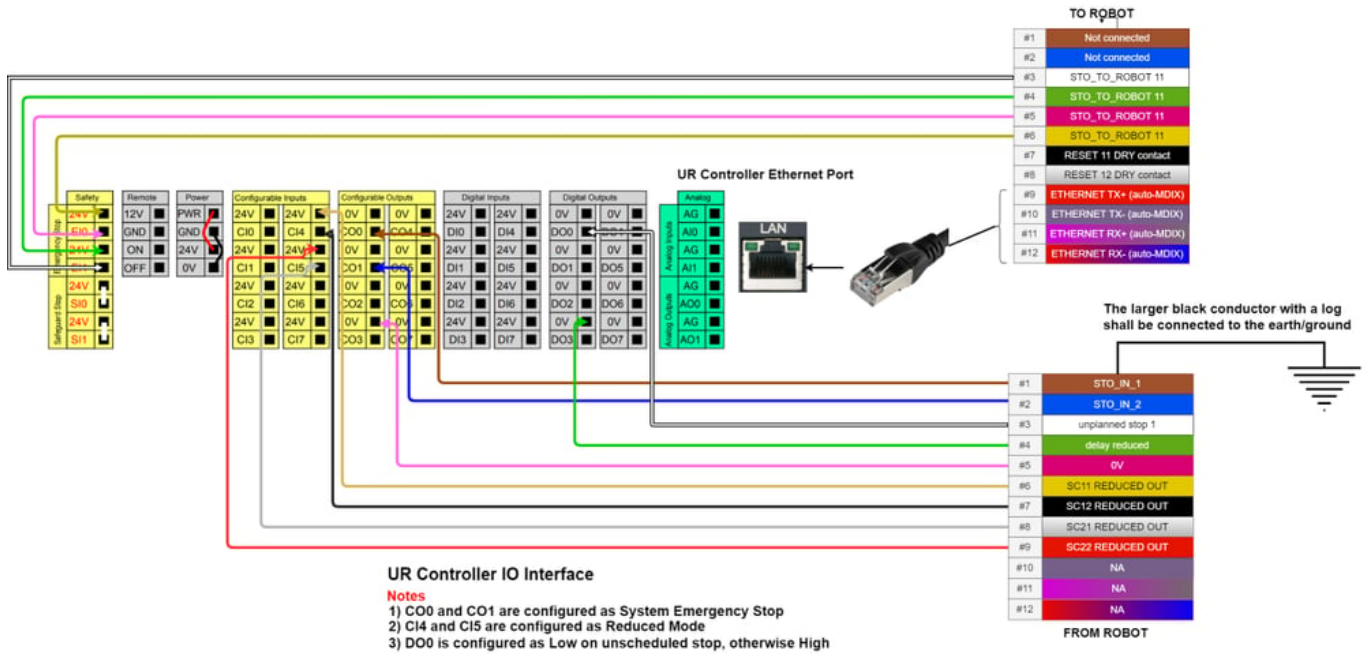 TO ROBOT
#1 Not connected
#2 Not connected
#3 STO_TO_ROBOT 11
#4 STO_TO_ROBOT 11
#5 STO_TO_ROBOT 11
#6 STO_TO_ROBOT 11
#7 RESET 11 DRY contact
#8 RESET 12 DRY contact
#9 ETHERNET TX+ (auto-MDIX)
#10 ETHERNET TX- (auto-MDIX)
#11 ETHERNET RX+ (auto-MDIX)
#12 ETHERNET RX- (auto-MDIX)
UR Controller Ethernet Port
LAN
Safety
Emergency Stop
24V
EI0
24V
EI1
Safeguard Stop
24V
SI0
24V
SI1
Remote
12V
GND
ON
OFF
Power
PWR
GND
24V
0V
Configurable Inputs
24V 24V
CI0 CI4
24V 24V
CI1 CI5
24V 24V
CI2 CI6
24V 24V
CI3 CI7
Configurable Outputs
0V 0V
CO0 CO4
0V 0V
CO1 CO5
0V 0V
CO2 CO6
0V 0V
CO3 CO7
Digital Inputs
24V 24V
DI0 DI4
24V 24V
DI1 DI5
24V 24V
DI2 DI6
24V 24V
DI3 DI7
Digital Outputs
0V 0V
DO0 DO4
0V 0V
DO1 DO5
0V 0V
DO2 DO6
0V 0V
DO3 DO7
Analog
Analog Inputs
AG
AI0
AG
AI1
Analog Outputs
AG
AO0
AG
AO1
The larger black conductor with a log
shall be connected to the earth/ground
#1 STO_IN_1
#2 STO_IN_2
#3 unplanned stop 1
#4 delay reduced
#5 0V
#6 SC11 REDUCED OUT
#7 SC12 REDUCED OUT
#8 SC21 REDUCED OUT
#9 SC22 REDUCED OUT
#10 NA
#11 NA
#12 NA
FROM ROBOT
UR Controller IO Interface
Notes
1) CO0 and CO1 are configured as System Emergency Stop
2) CI4 and CI5 are configured as Reduced Mode
3) DO0 is configured as Low on unscheduled stop, otherwise High